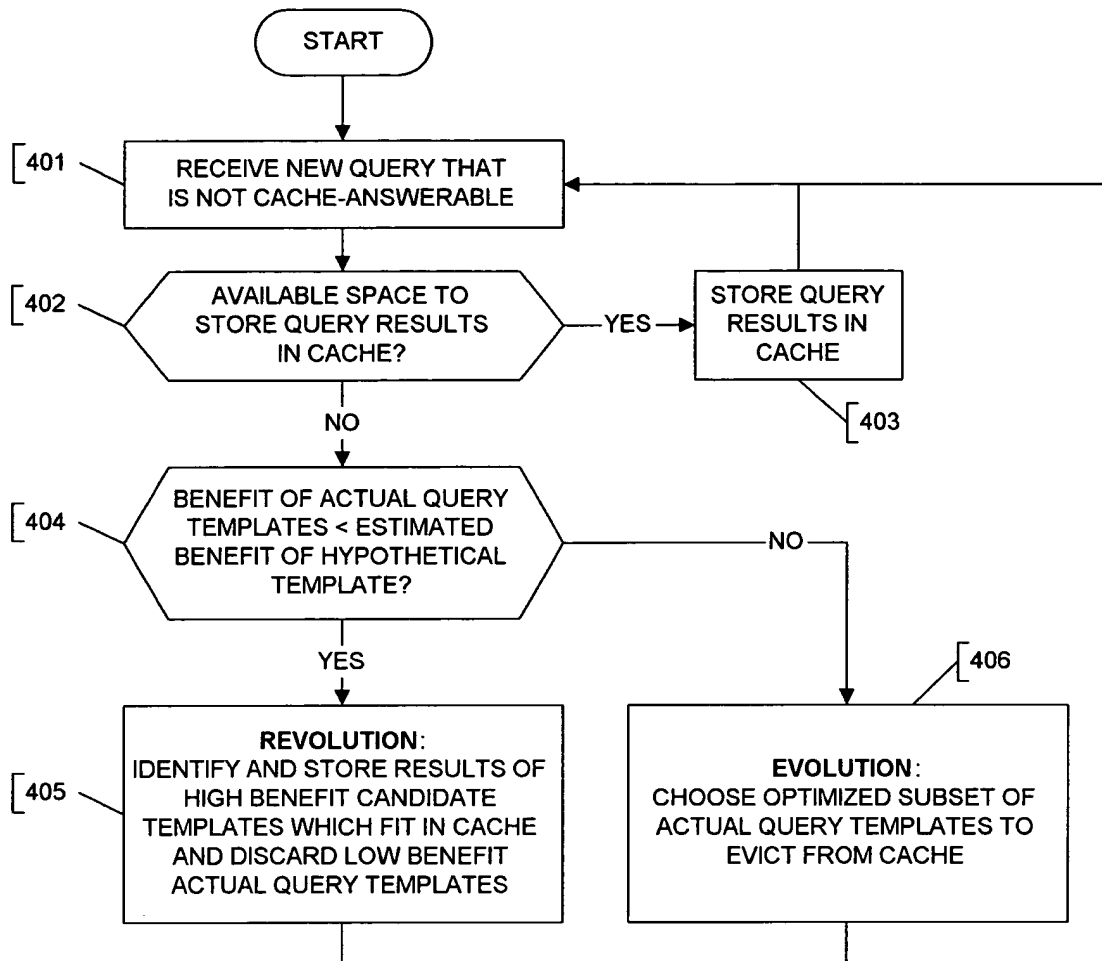 START
401
RECEIVE NEW QUERY THAT
IS NOT CACHE-ANSWERABLE
402
AVAILABLE SPACE TO
STORE QUERY RESULTS
IN CACHE?
YES
STORE QUERY
RESULTS IN
CACHE
403
NO
404
BENEFIT OF ACTUAL QUERY
TEMPLATES < ESTIMATED
BENEFIT OF HYPOTHETICAL
TEMPLATE?
NO
YES
406
405
REVOLUTION:
IDENTIFY AND STORE RESULTS OF
HIGH BENEFIT CANDIDATE
TEMPLATES WHICH FIT IN CACHE
AND DISCARD LOW BENEFIT
ACTUAL QUERY TEMPLATES
EVOLUTION:
CHOOSE OPTIMIZED SUBSET OF
ACTUAL QUERY TEMPLATES TO
EVICT FROM CACHE